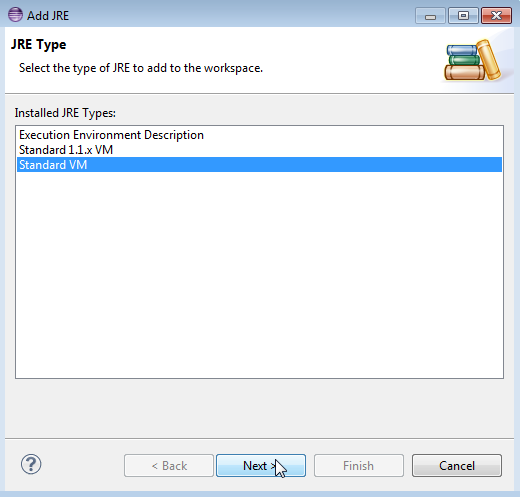 Add JRE
JRE Type
Select the type of JRE to add to the workspace.
Installed JRE Types:
Execution Environment Description
Standard 1.1.x VM
Standard VM
?
< Back
Next >
Finish
Cancel